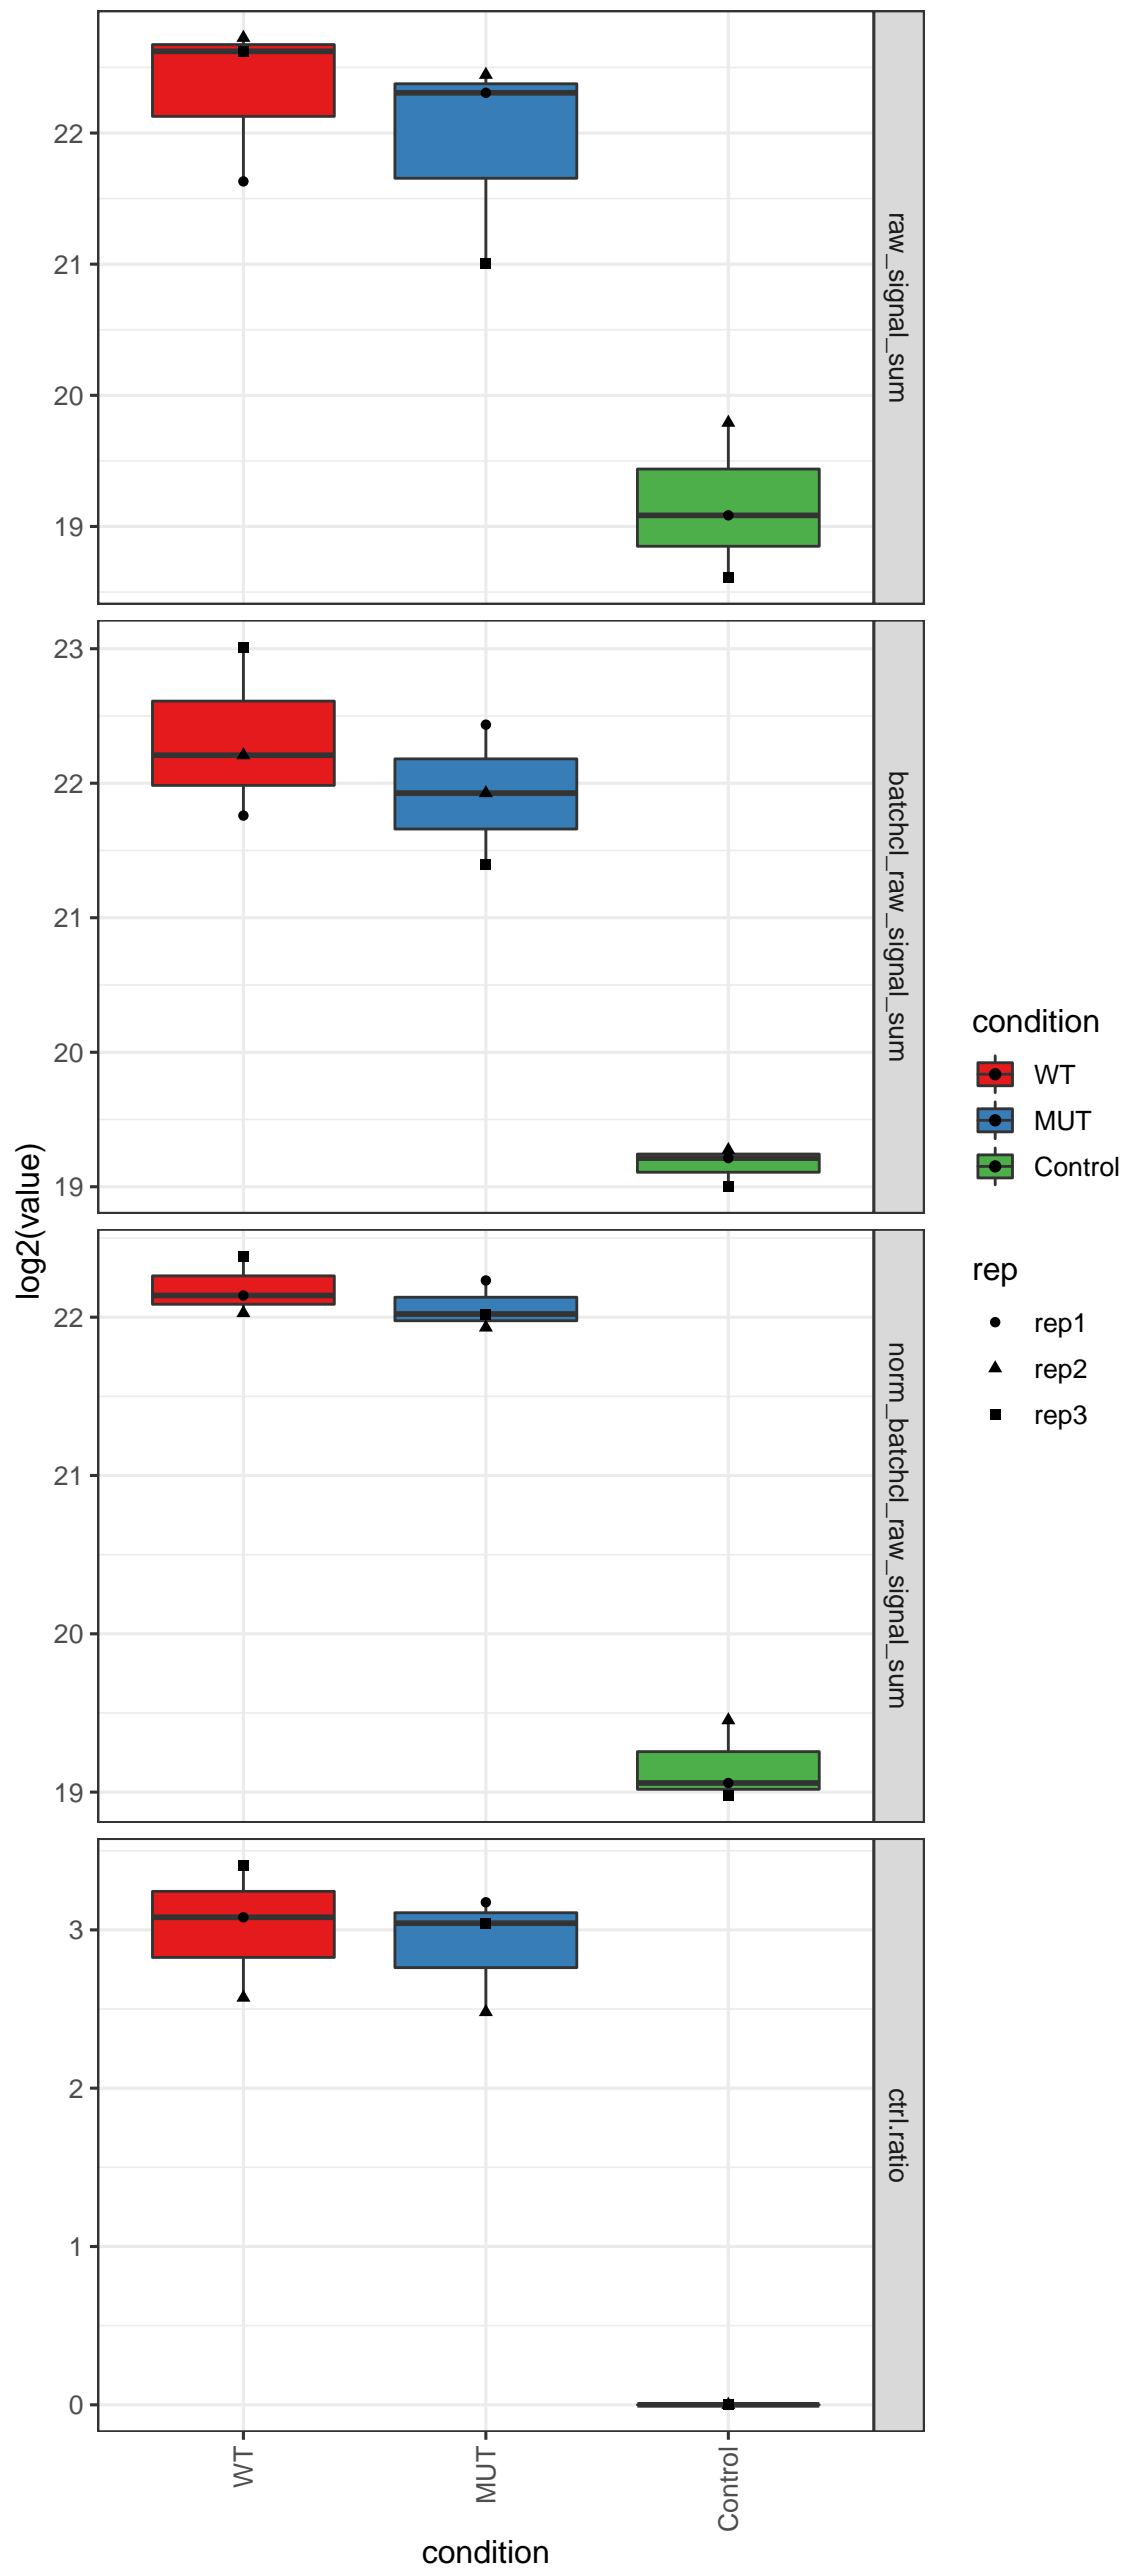 22
21
20
19
raw_signal_sum
23
22
21
20
19
batchcl_raw_signal_sum
22
21
20
19
norm_batchcl_raw_signal_sum
3
2
1
0
ctrl.ratio
log2(value)
WT
MUT
Control
condition
condition
WT
MUT
Control
rep
rep1
rep2
rep3